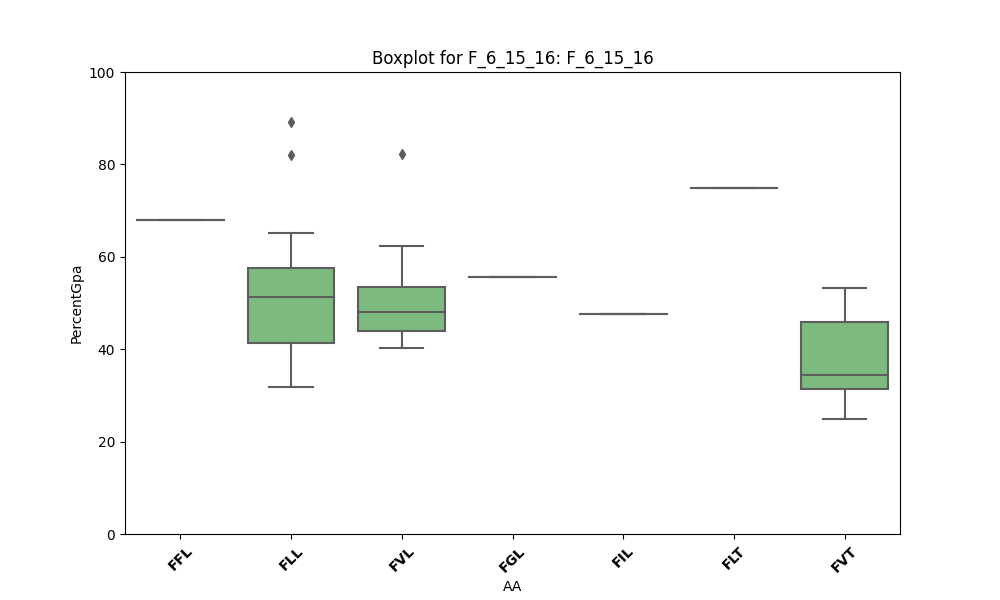 Boxplot for F_6_15_16: F_6_15_16
100
80
60
40
20
0
PercentGpa
FFL
FLL
FVL
FGL
FIL
FLT
FVT
AA